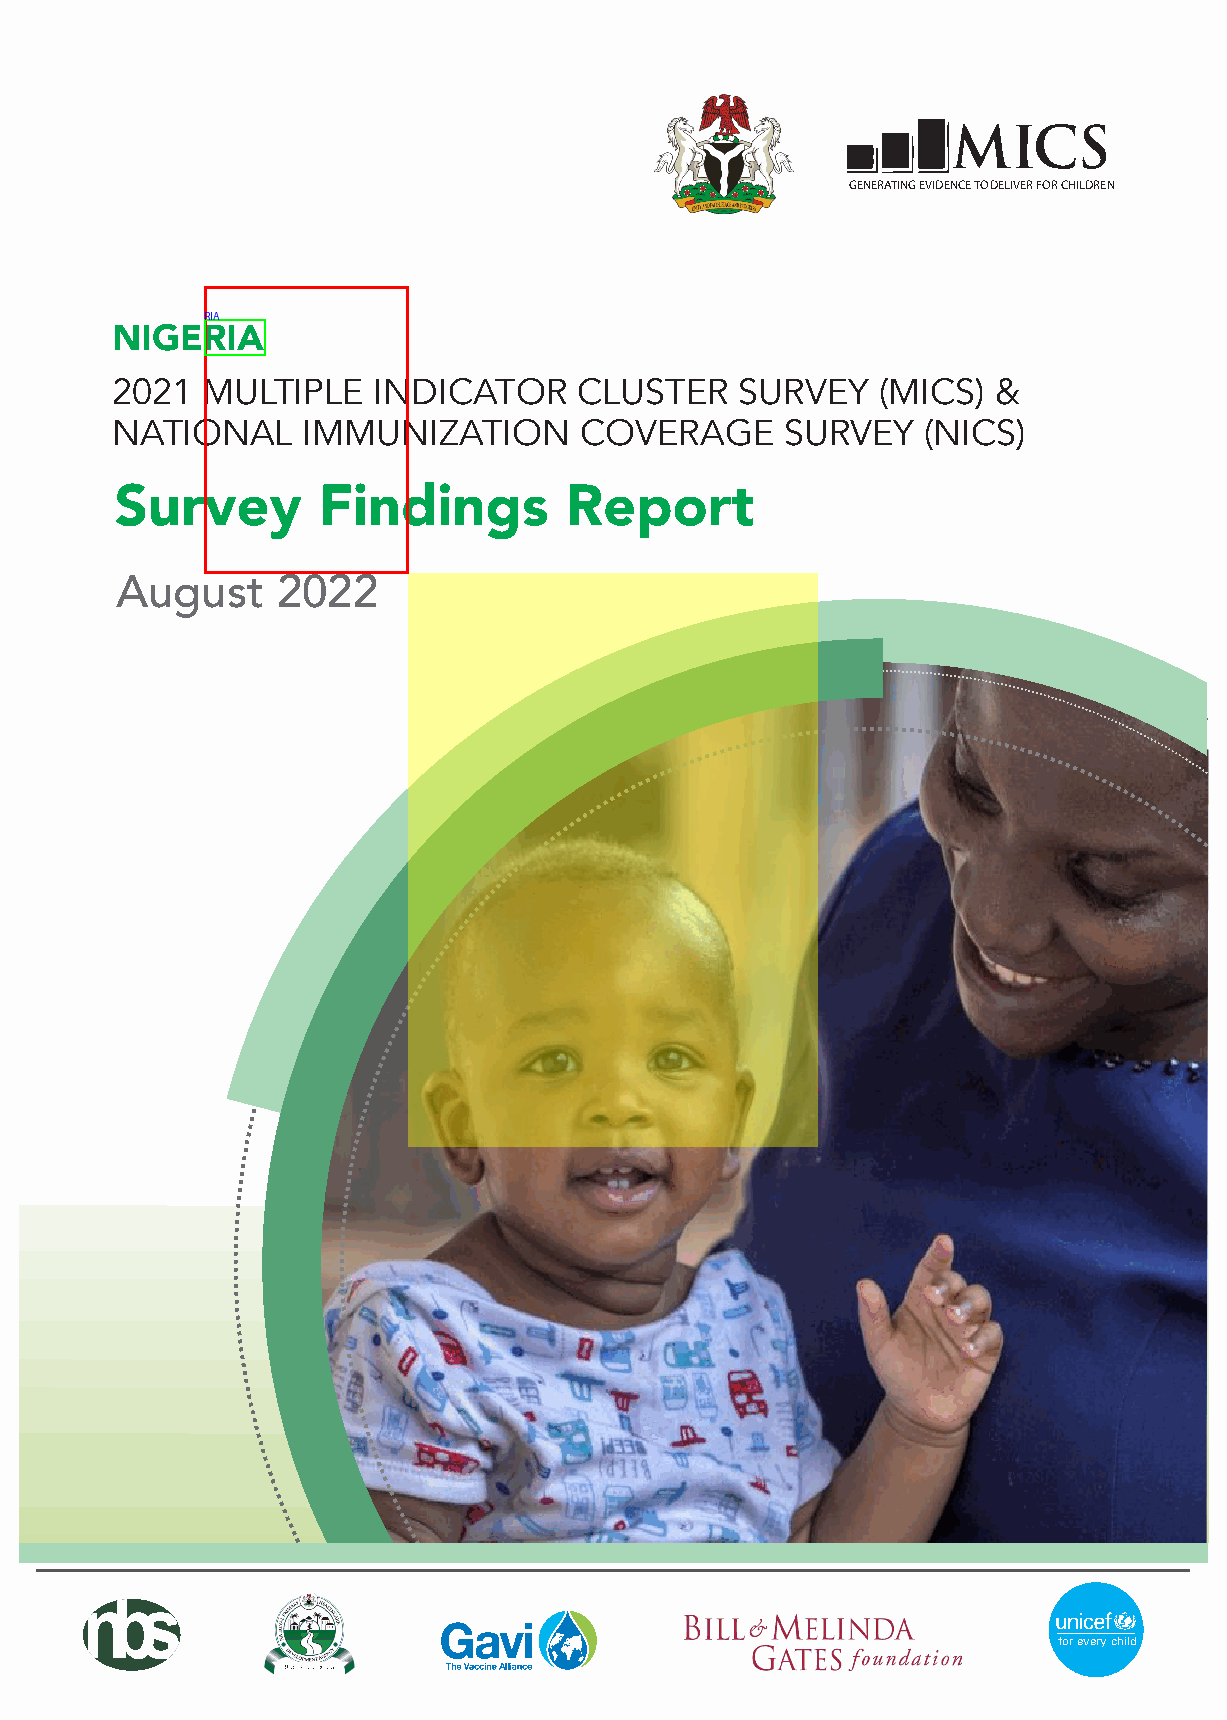 MICS
GENERATING EVIDENCE TO DELIVER FOR CHILDREN
RIA
NIGERIA
2021 MULTIPLE INDICATOR CLUSTER SURVEY (MICS) &
NATIONAL IMMUNIZATION COVERAGE SURVEY (NICS)
Survey Findings Report
August 2022
nbs
Gavi
The Vaccine Alliance
BILL & MELINDA
GATES foundation
unicef
for every child